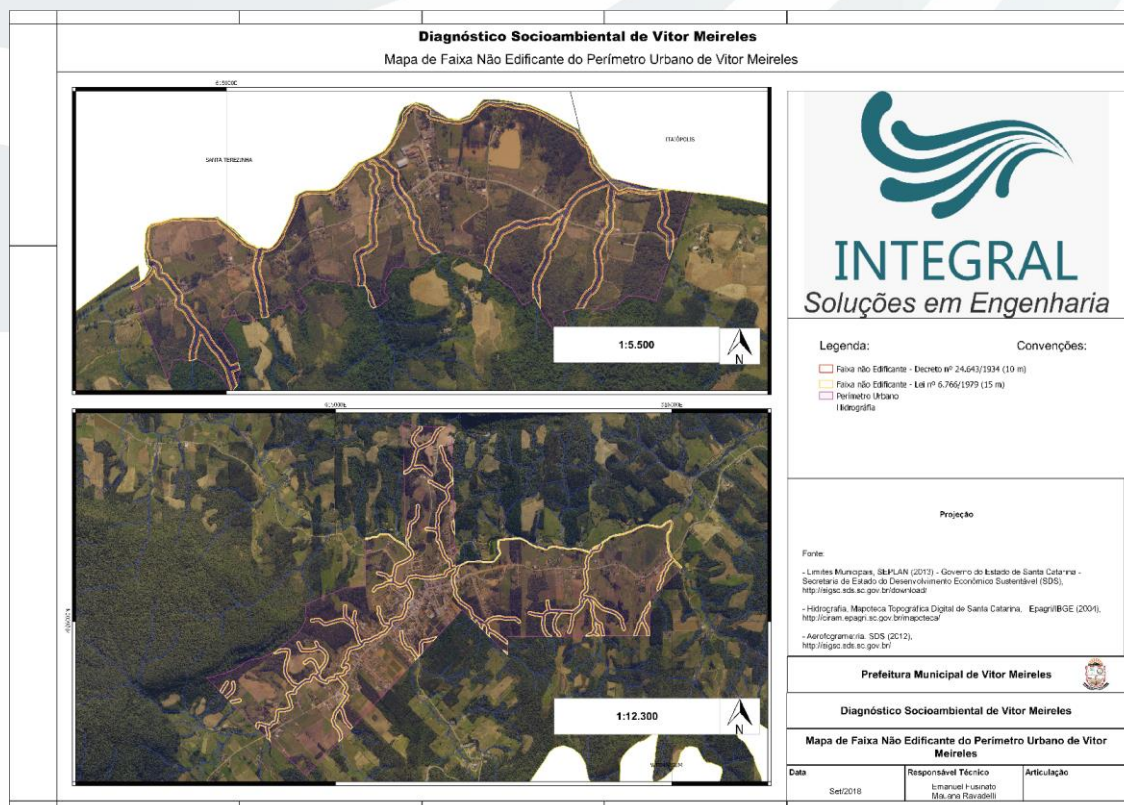 Diagnóstico Socioambiental de Vitor Meireles
Mapa de Faixa Não Edificante do Perímetro Urbano de Vitor Meireles
SANTA TEREZINHA
ITAIÓPOLIS
1:5.500
N
1:12.300
N
INTEGRAL
Soluções em Engenharia
Legenda:
Convenções:
Faixa não Edificante - Decreto nº 24.643/1934 (10 m)
Faixa não Edificante - Lei nº 6.766/1979 (15 m)
Perímetro Urbano
Hidrografia
Projeção
Fonte:
- Limites Municipais, SEPLAN (2013) - Governo do Estado de Santa Catarina -
Secretaria de Estado do Desenvolvimento Econômico Sustentável (SDS),
http://sigsc.sds.sc.gov.br/download/
- Hidrografia, Mapoteca Topográfica Digital de Santa Catarina, Epagri/IBGE (2004),
http://ciram.epagri.sc.gov.br/mapoteca/
- Aerofogrameria. SDS (2012),
http://sigsc.sds.sc.gov.br/
Prefeitura Municipal de Vitor Meireles
Diagnóstico Socioambiental de Vitor Meireles
Mapa de Faixa Não Edificante do Perímetro Urbano de Vitor
Meireles
Data
Set/2018
Responsável Técnico
Emanuel Fusinato
Mauana Ravadelli
Articulação